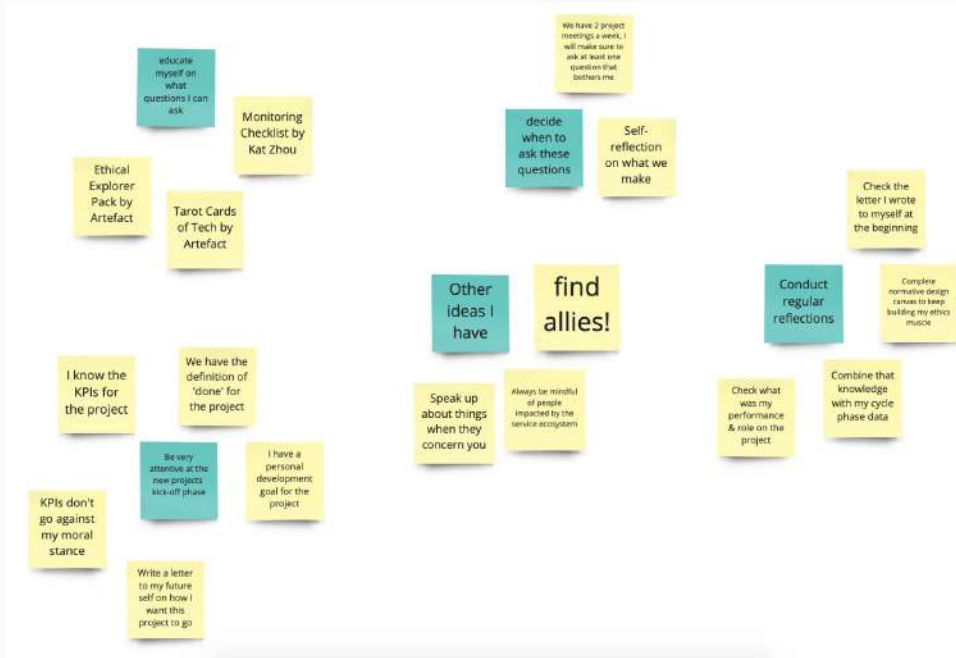 educate
myself on
what
questions I can
ask
Monitoring
Checklist by
Kat Zhou
Ethical
Explorer
Pack by
Artefact
Tarot Cards
of Tech by
Artefact
We have 2 project
meetings a week, I
will make sure to
ask at least one
question that
bothers me
decide
when to
ask these
questions
Self-
reflection
on what we
make
Other
ideas I
have
find
allies!
Speak up
about things
when they
concern you
Always be mindful
of people
impacted by the
service ecosystem
Check the
letter I wrote
to myself at
the beginning
Conduct
regular
reflections
Complete
normative design
canvas to keep
building my ethics
muscle
Check what
was my
performance
& role on the
project
Combine that
knowledge
with my cycle
phase data
I know the
KPIs for
the project
We have the
definition of
'done' for
the project
Be very
attentive at the
new projects
kick-off phase
I have a
personal
development
goal for the
project
KPIs don't
go against
my moral
stance
Write a letter
to my future
self on how I
want this
project to go